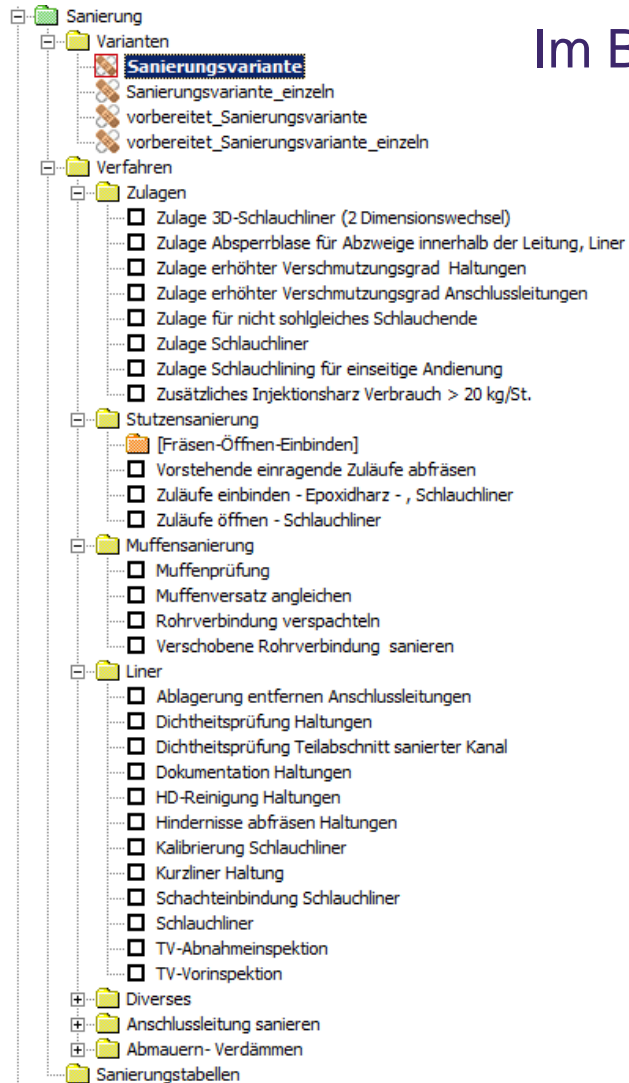 Im B
Sanierung
Varianten
Sanierungsvariante
Sanierungsvariante_einzeln
vorbereitet_Sanierungsvariante
vorbereitet_Sanierungsvariante_einzeln
Verfahren
Zulagen
Zulage 3D-Schlauchliner (2 Dimensionswechsel)
Zulage Absperrblase für Abzweige innerhalb der Leitung, Liner
Zulage erhöhter Verschmutzungsgrad  Haltungen
Zulage erhöhter Verschmutzungsgrad Anschlussleitungen
Zulage für nicht sohlgleiches Schlauchende
Zulage Schlauchliner
Zulage Schlauchlining für einseitige Andienung
Zusätzliches Injektionsharz Verbrauch > 20 kg/St.
Stutzensanierung
[Fräsen-Öffnen-Einbinden]
Vorstehende einragende Zuläufe abfräsen
Zuläufe einbinden - Epoxidharz - , Schlauchliner
Zuläufe öffnen - Schlauchliner
Muffensanierung
Muffenprüfung
Muffenversatz angleichen
Rohrverbindung verspachteln
Verschobene Rohrverbindung  sanieren
Liner
Ablagerung entfernen Anschlussleitungen
Dichtheitsprüfung Haltungen
Dichtheitsprüfung Teilabschnitt sanierter Kanal
Dokumentation Haltungen
HD-Reinigung Haltungen
Hindernisse abfräsen Haltungen
Kalibrierung Schlauchliner
Kurzliner Haltung
Schachteinbindung Schlauchliner
Schlauchliner
TV-Abnahmeinspektion
TV-Vorinspektion
Diverses
Anschlussleitung sanieren
Abmauern- Verdämmen
Sanierungstabellen